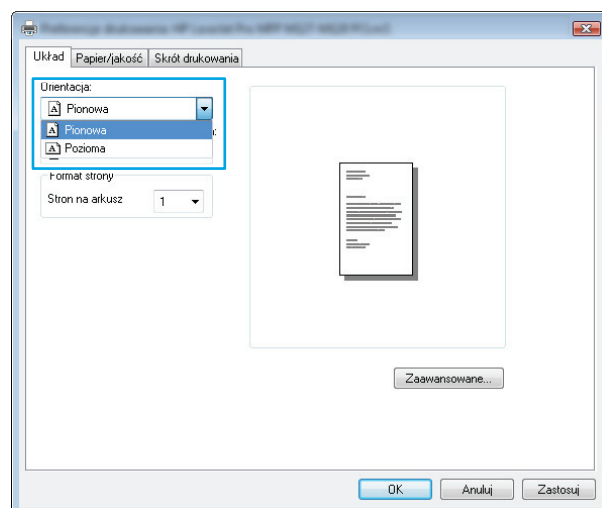 Układ Papier/jakość Skrót drukowania
Orientacja:
Pionowa
Pionowa
Pozioma
Format strony
Stron na arkusz 1
Zaawansowane...
OK Anuluj Zastosuj